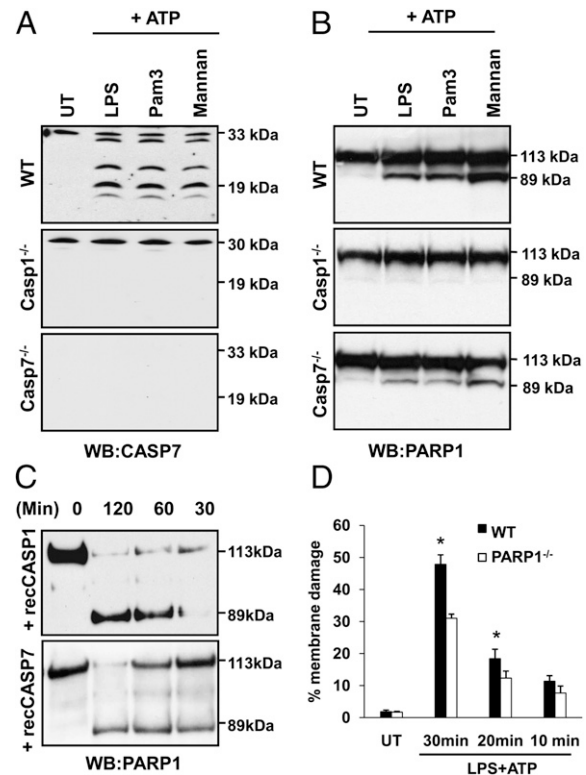 A
+ ATP
UT
LPS
Pam3
Mannan
WT
33 kDa
19 kDa
Casp1-/-
30 kDa
19 kDa
Casp7-/-
33 kDa
19 kDa
WB:CASP7
B
+ ATP
UT
LPS
Pam3
Mannan
WT
113 kDa
89 kDa
Casp1-/-
113 kDa
89 kDa
Casp7-/-
113 kDa
89 kDa
WB:PARP1
C
(Min) 0 120 60 30
+ recCASP1
113kDa
89kDa
+ recCASP7
113kDa
89kDa
WB:PARP1
D
% membrane damage
60
50
40
30
20
10
0
*
*
WT
PARP1-/-
UT 30min 20min 10 min
LPS+ATP